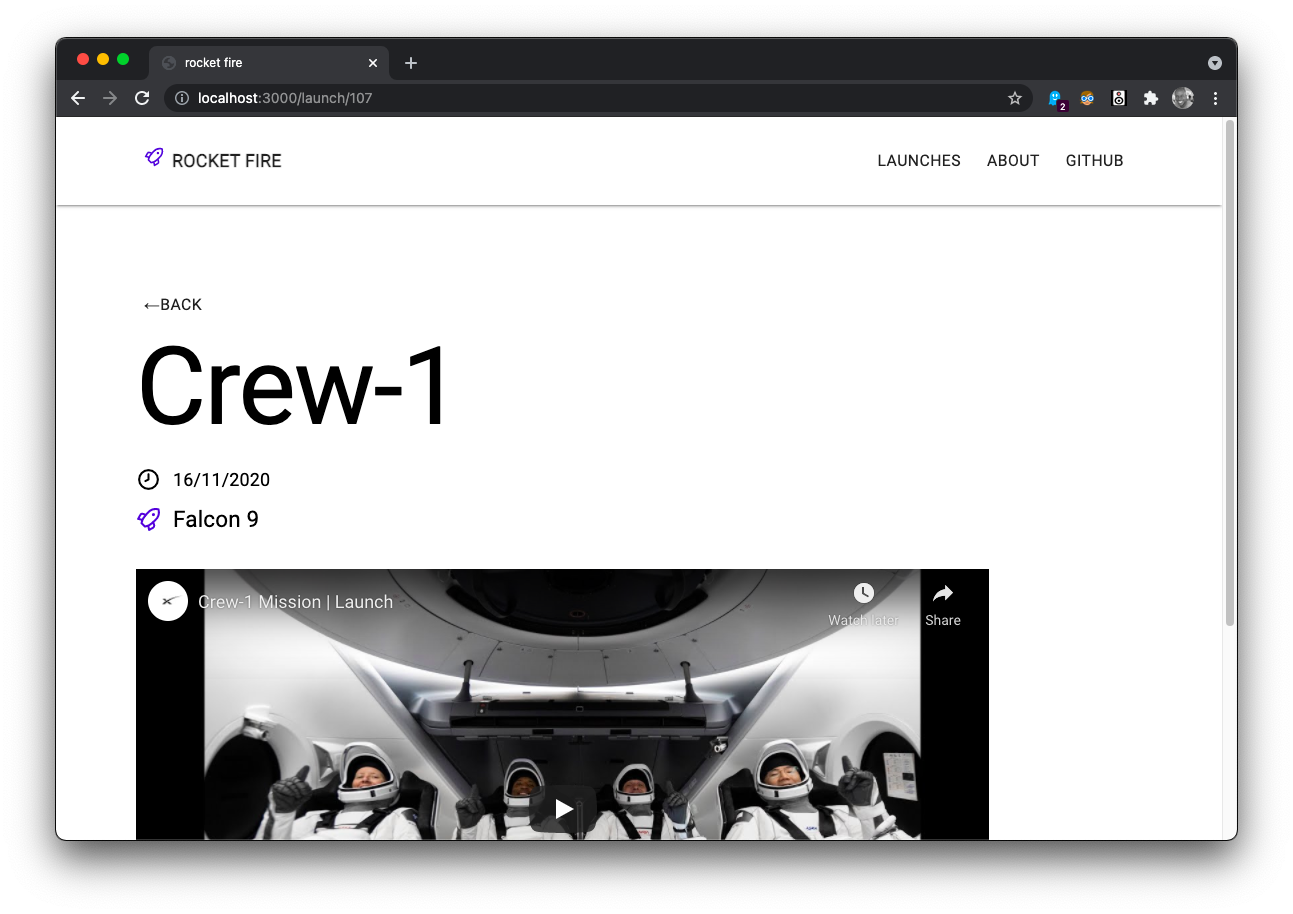 rocket fire
localhost:3000/launch/107
2
ROCKET FIRE
LAUNCHES ABOUT GITHUB
←BACK
Crew-1
16/11/2020
Falcon 9
Crew-1 Mission | Launch
Watch later
Share